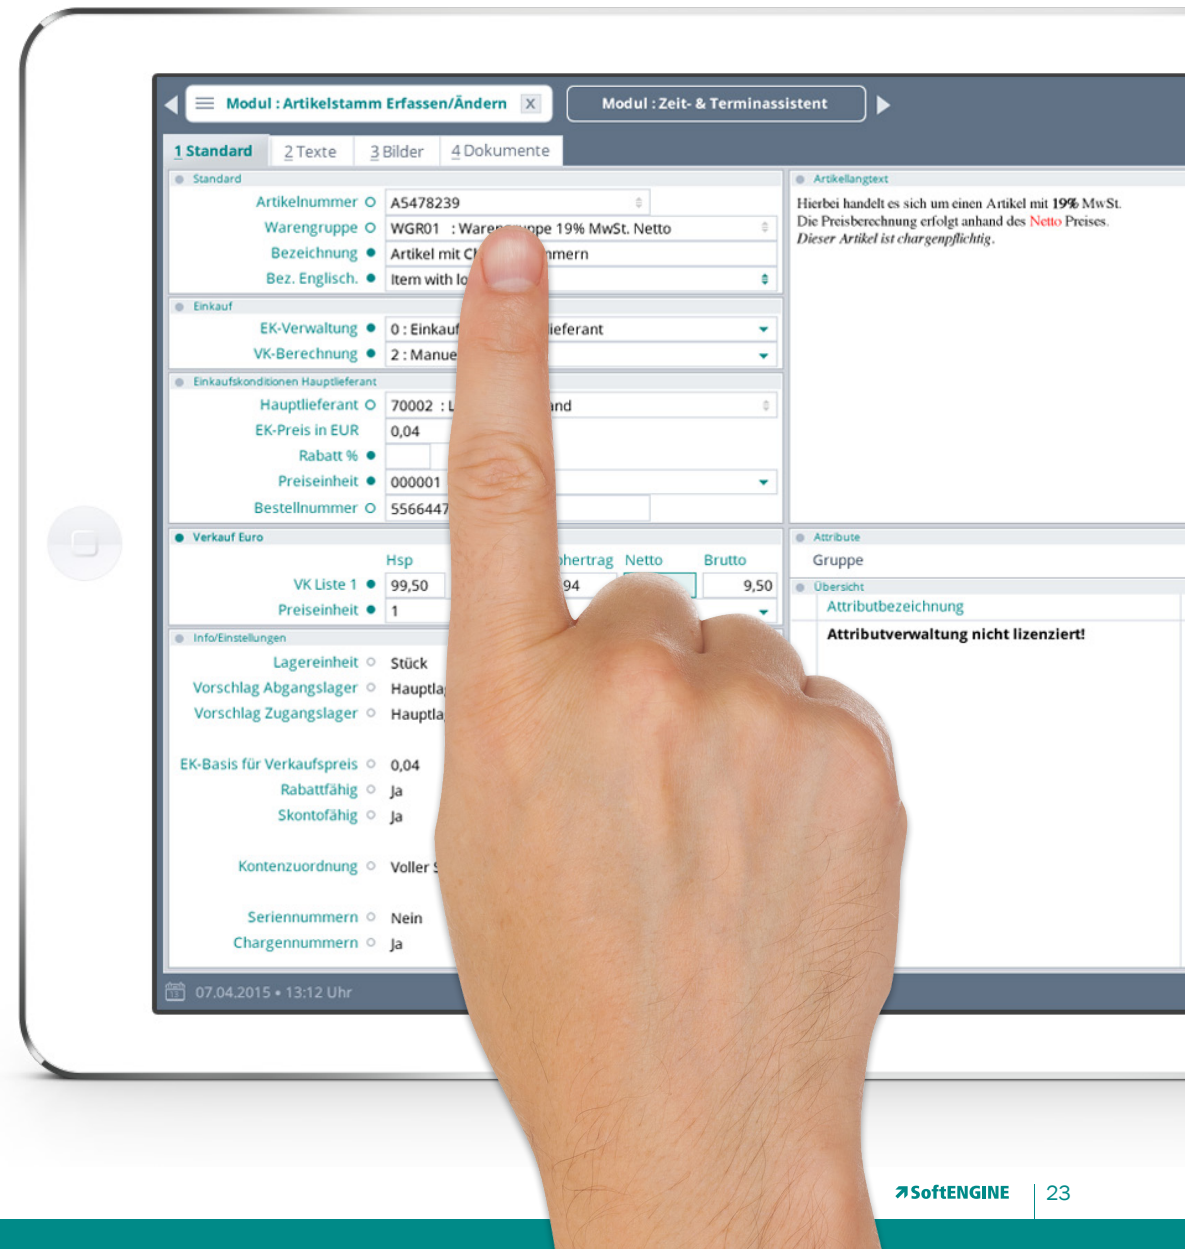 Modul : Artikelstamm Erfassen/Ändern X
Modul : Zeit- & Terminassistent
1 Standard 2 Texte 3 Bilder 4 Dokumente
Standard
Artikelnummer A5478239
Warengruppe WGR01 : Warengruppe 19% MwSt. Netto
Bezeichnung Artikel mit
Bez. Englisch. Item with
Einkauf
EK-Verwaltung 0 :
VK-Berechnung 2 :
Einkaufskonditionen Hauptlieferant
Hauptlieferant 70002 :
EK-Preis in EUR 0,04
Rabatt %
Preiseinheit 000001
Bestellnummer 5566447
Verkauf Euro
Hsp Netto Brutto
VK Liste 1 99,50 94 9,50
Preiseinheit 1
Info/Einstellungen
Lagereinheit Stück
Vorschlag Abgangslager
Vorschlag Zugangslager
EK-Basis für Verkaufspreis 0,04
Rabattfähig Ja
Skontofähig Ja
Kontenzuordnung Voller
Seriennummern Nein
Chargennummern Ja
Artikellangtext
Hierbei handelt es sich um einen Artikel mit 19% MwSt.
Die Preisberechnung erfolgt anhand des Netto Preises.
Dieser Artikel ist chargenpflichtig.
Attribute
Gruppe
Übersicht
Attributbezeichnung
Attributverwaltung nicht lizenziert!
07.04.2015 • 13:12 Uhr
SoftENGINE 23